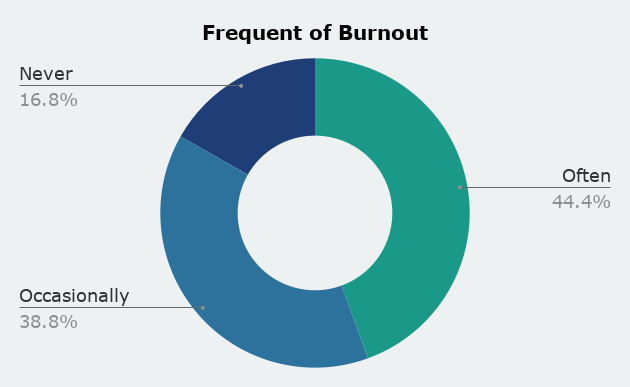 Frequent of Burnout
Never
16.8%
Often
44.4%
Occasionally
38.8%